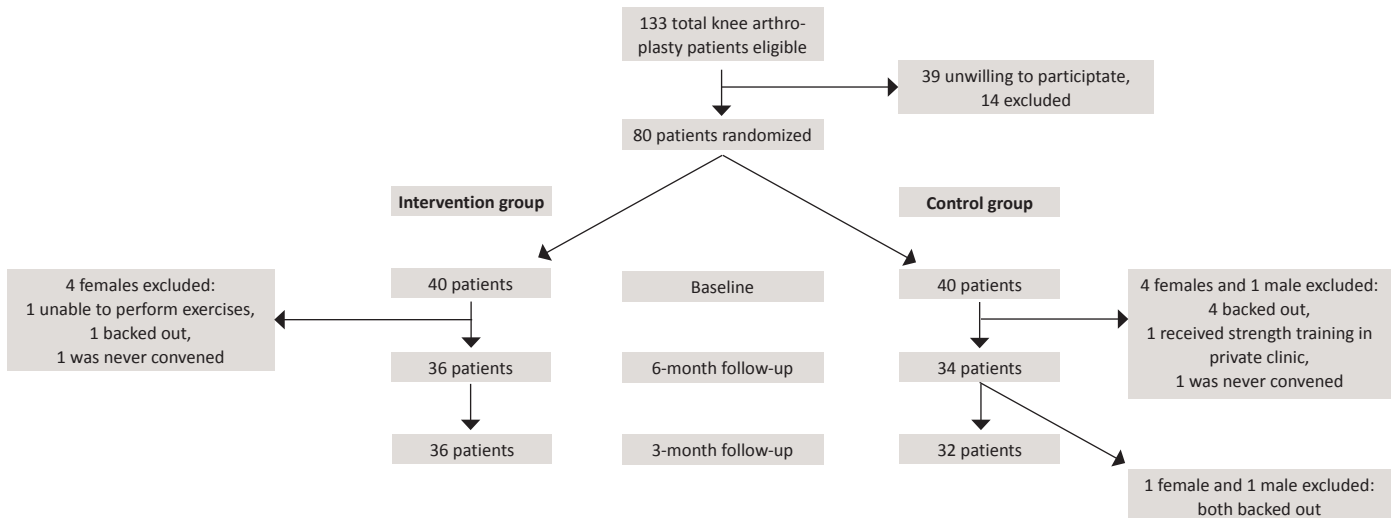 133 total knee arthro-
plasty patients eligible
39 unwilling to participtate,
14 excluded
80 patients randomized
Intervention group
Control group
4 females excluded:
1 unable to perform exercises,
1 backed out,
1 was never convened
40 patients
Baseline
40 patients
4 females and 1 male excluded:
4 backed out,
1 received strength training in
private clinic,
1 was never convened
36 patients
6-month follow-up
34 patients
36 patients
3-month follow-up
32 patients
1 female and 1 male excluded:
both backed out